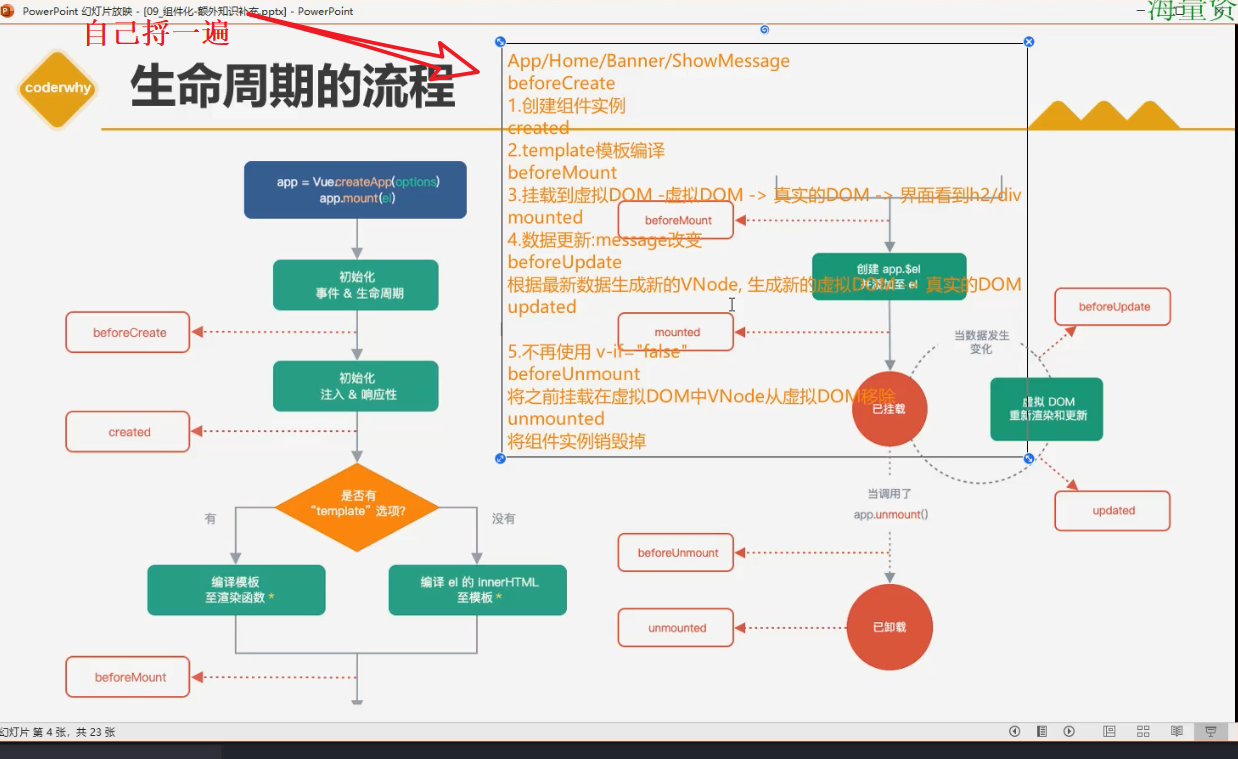 PowerPoint 幻灯片放映 - [09_组件化-额外知识补充.pptx] - PowerPoint
海量资
自己捋一遍
coderwhy
生命周期的流程
App/Home/Banner/ShowMessage
beforeCreate
1.创建组件实例
created
2.template模板编译
beforeMount
3.挂载到虚拟DOM -虚拟DOM -> 真实的DOM -> 界面看到h2/div
mounted
4.数据更新:message改变
beforeUpdate
根据最新数据生成新的VNode, 生成新的虚拟DOM -> 真实的DOM
updated
5.不再使用 v-if="false"
beforeUnmount
将之前挂载在虚拟DOM中VNode从虚拟DOM移除
unmounted
将组件实例销毁掉
app = Vue.createApp(options)
app.mount(el)
初始化
事件 & 生命周期
beforeCreate
初始化
注入 & 响应性
created
是否有
“template”选项?
有
没有
编译模板
至渲染函数 *
编译 el 的 InnerHTML
至模板 *
beforeMount
beforeMount
创建 app.$el
并添加至 el
mounted
已挂载
当数据发生
变化
beforeUpdate
虚拟 DOM
重新渲染和更新
updated
当调用了
app.unmount()
beforeUnmount
unmounted
已卸载
幻灯片 第 4 张，共 23 张